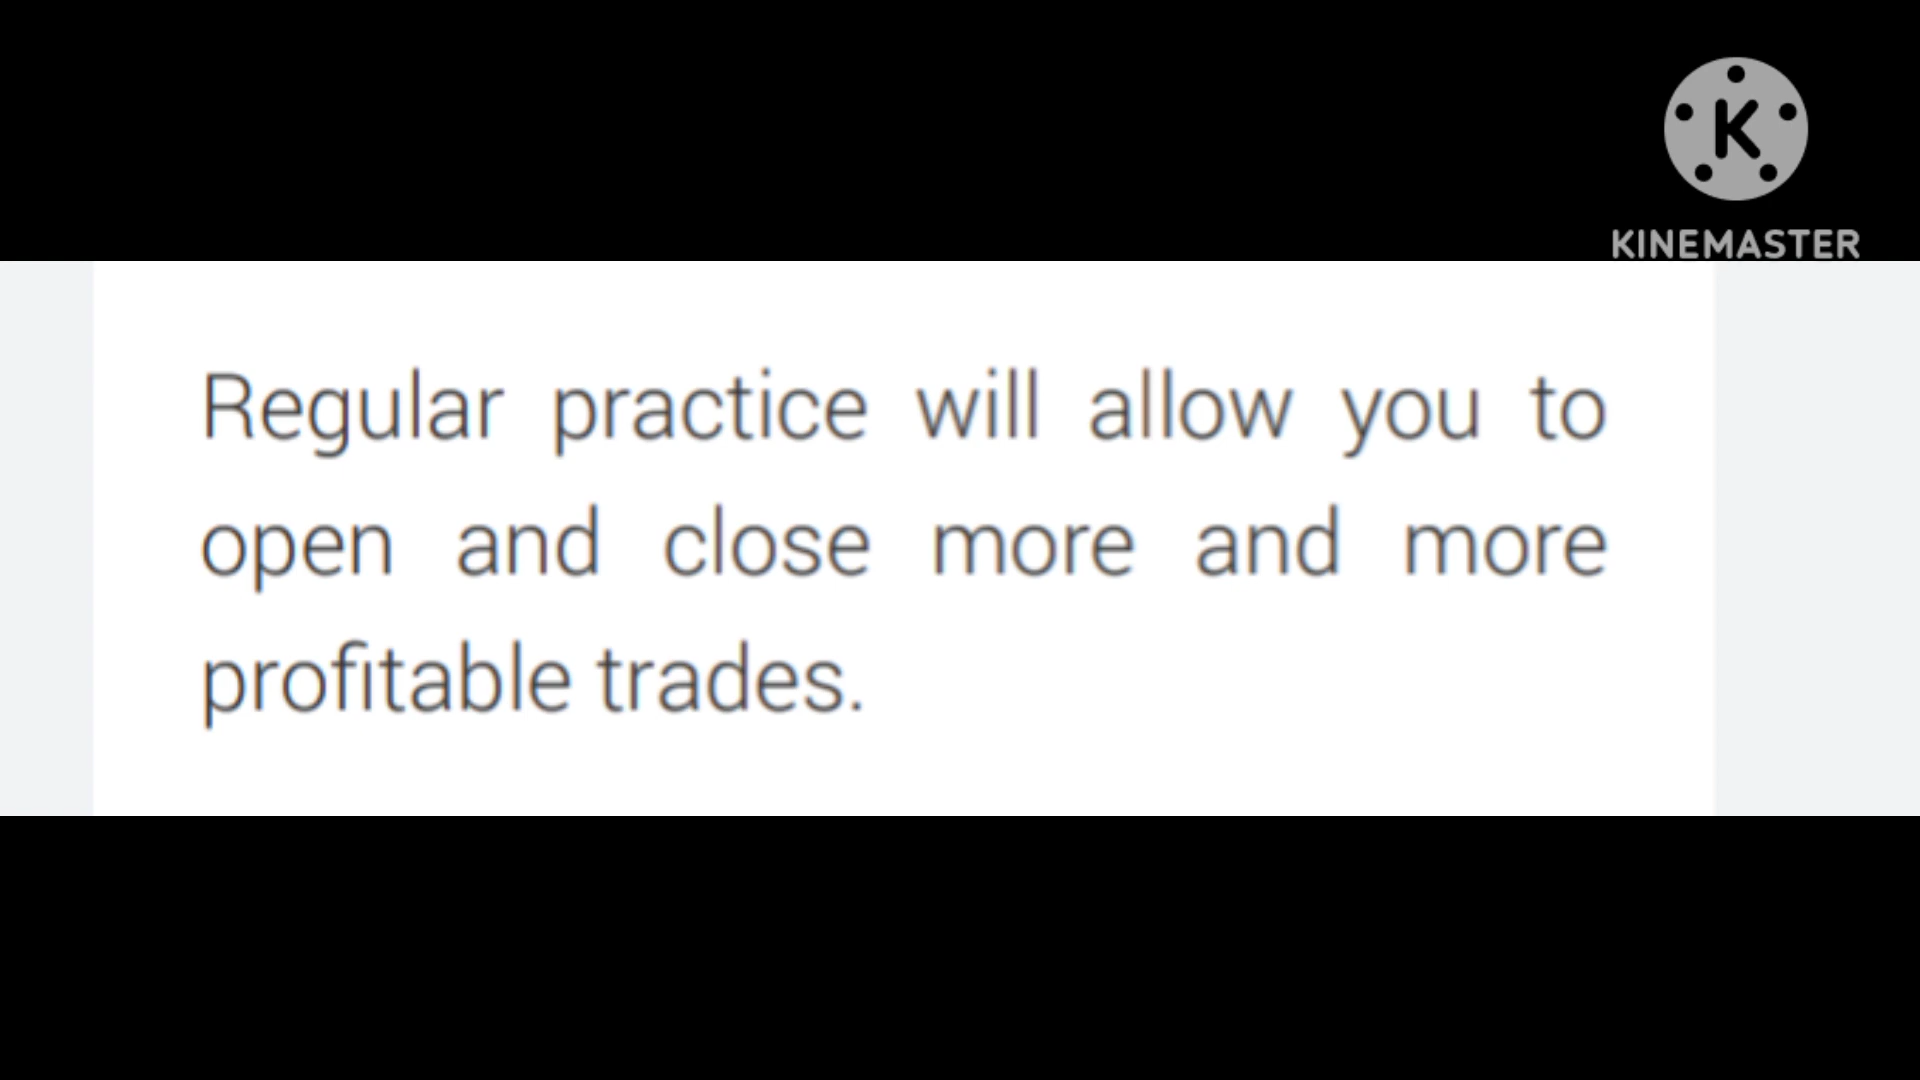 K
KINEMASTER
Regular practice will allow you to
open and close more and more
profitable trades.